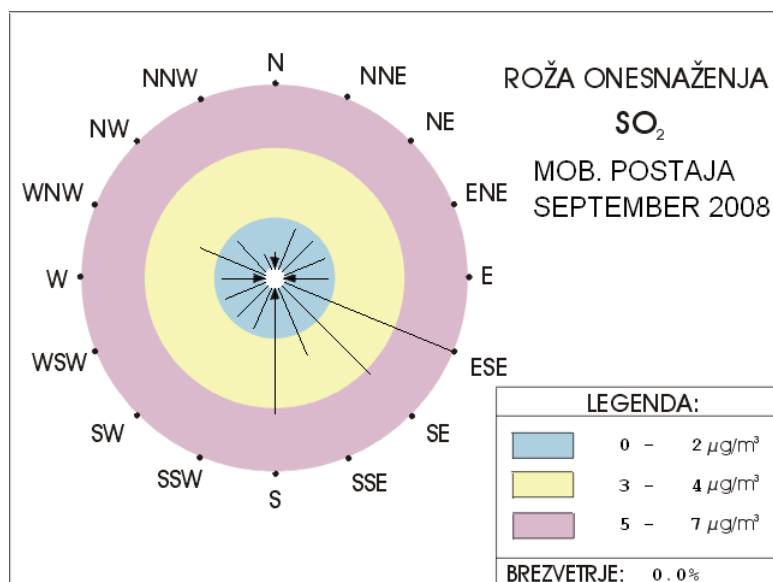 ROŽA ONESNAŽENJA
SO₂
MOB. POSTAJA
SEPTEMBER 2008
N
NNE
NE
ENE
E
ESE
SE
SSE
S
SSW
SW
WSW
W
WNW
NW
NNW
LEGENDA:
0 - 2 µg/m³
3 - 4 µg/m³
5 - 7 µg/m³
BREZVETRJE: 0.0%